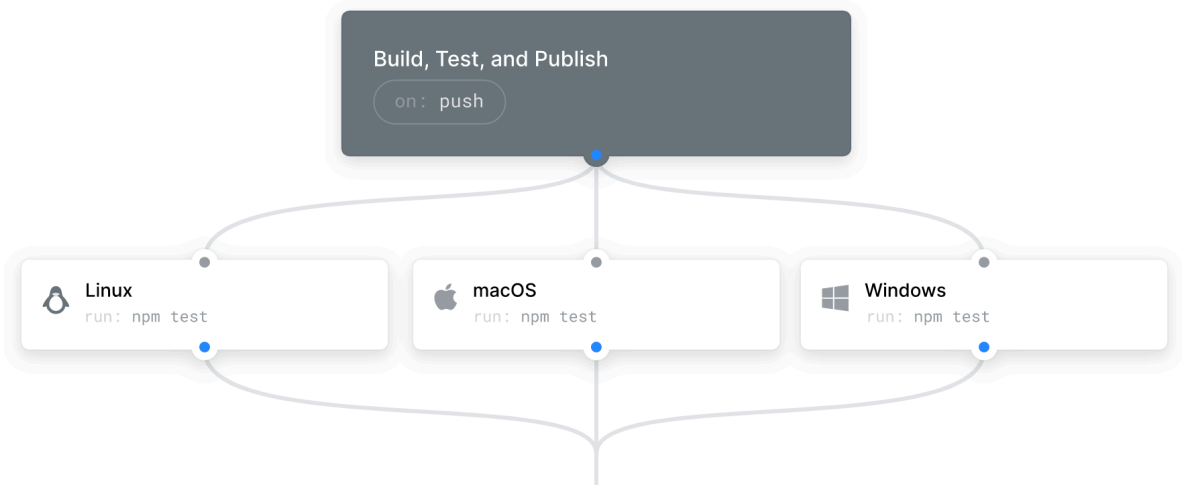 Build, Test, and Publish
on: push
Linux
run: npm test
macOS
run: npm test
Windows
run: npm test